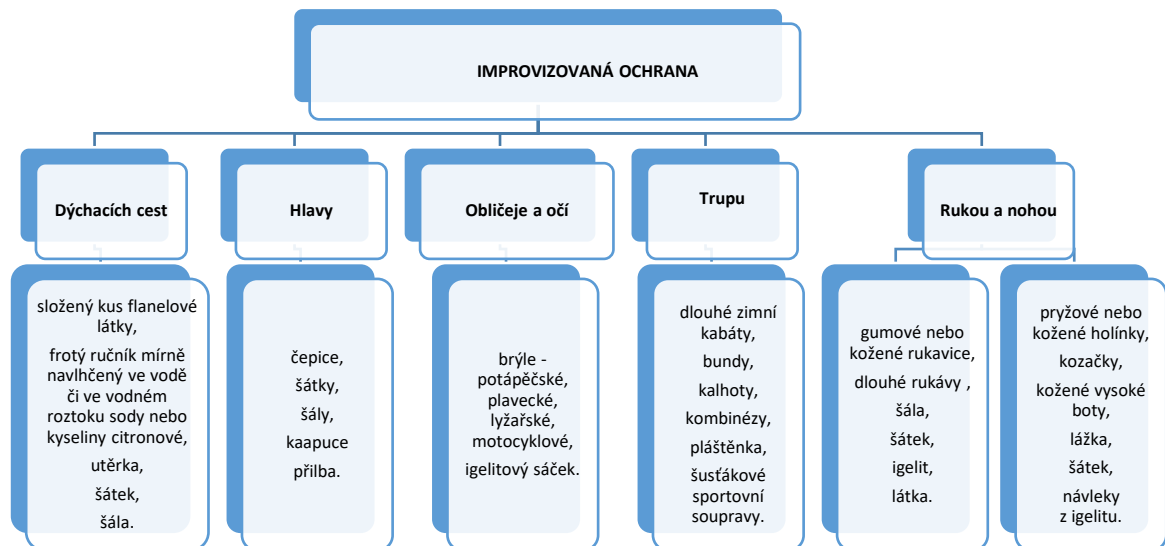 IMPROVIZOVANÁ OCHRANA
Dýchacích cest
složený kus flanelové
látky,
frotý ručník mírně
navlhčený ve vodě
či ve vodném
roztoku sody nebo
kyseliny citronové,
utěrka,
šátek,
šála.
Hlavy
čepice,
šátky,
šály,
kaapuce
přilba.
Obličeje a očí
brýle -
potápěčské,
plavecké,
lyžařské,
motocyklové,
igelitový sáček.
Trupu
dlouhé zimní
kabáty,
bundy,
kalhoty,
kombinézy,
pláštěnka,
šusťákové
sportovní
soupravy.
Rukou a nohou
gumové nebo
kožené rukavice,
dlouhé rukávy ,
šála,
šátek,
igelit,
látka.
pryžové nebo
kožené holínky,
kozačky,
kožené vysoké
boty,
lážka,
šátek,
návleky
z igelitu.